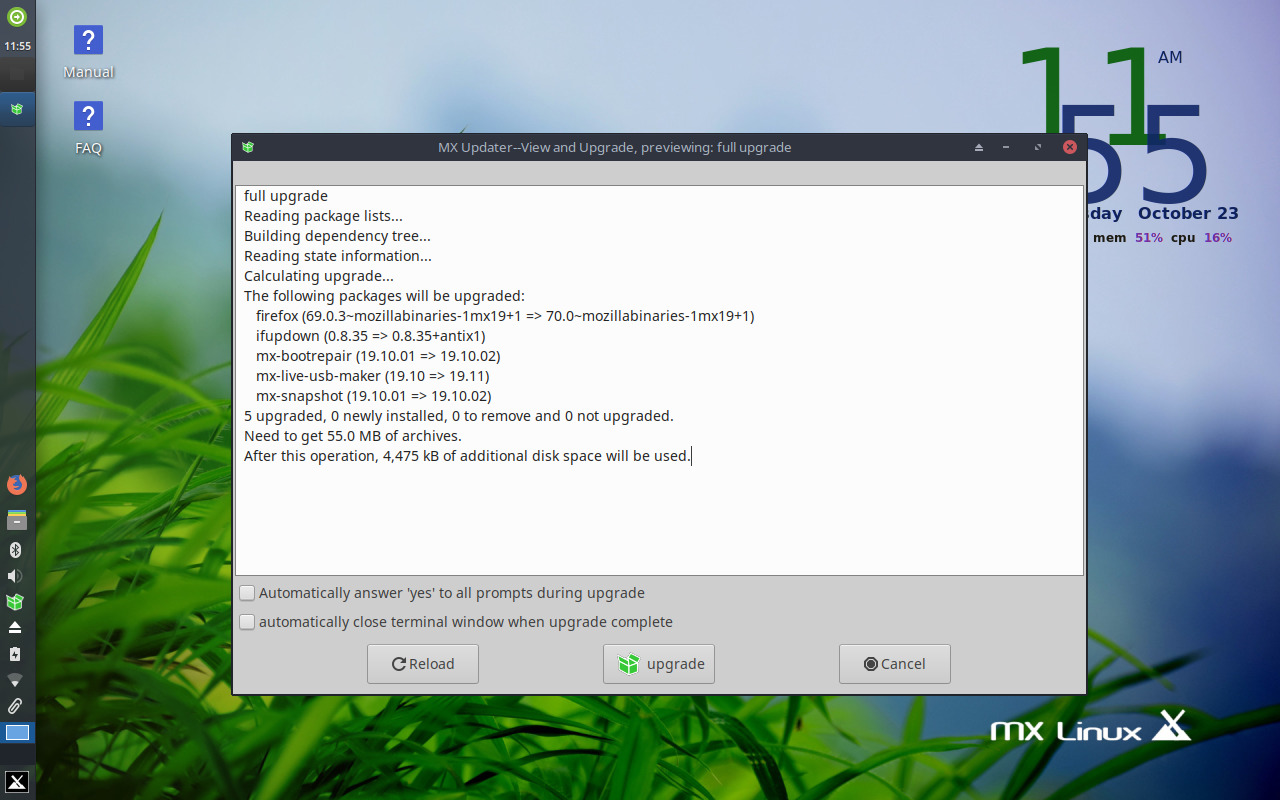 11:55
Manual
FAQ
11 AM
55
day October 23
mem 51% cpu 16%
MX Updater--View and Upgrade, previewing: full upgrade
full upgrade
Reading package lists...
Building dependency tree...
Reading state information...
Calculating upgrade...
The following packages will be upgraded:
firefox (69.0.3~mozillabinaries-1mx19+1 => 70.0~mozillabinaries-1mx19+1)
ifupdown (0.8.35 => 0.8.35+antix1)
mx-bootrepair (19.10.01 => 19.10.02)
mx-live-usb-maker (19.10 => 19.11)
mx-snapshot (19.10.01 => 19.10.02)
5 upgraded, 0 newly installed, 0 to remove and 0 not upgraded.
Need to get 55.0 MB of archives.
After this operation, 4,475 kB of additional disk space will be used.
Automatically answer 'yes' to all prompts during upgrade
automatically close terminal window when upgrade complete
Reload
upgrade
Cancel
mx Linux